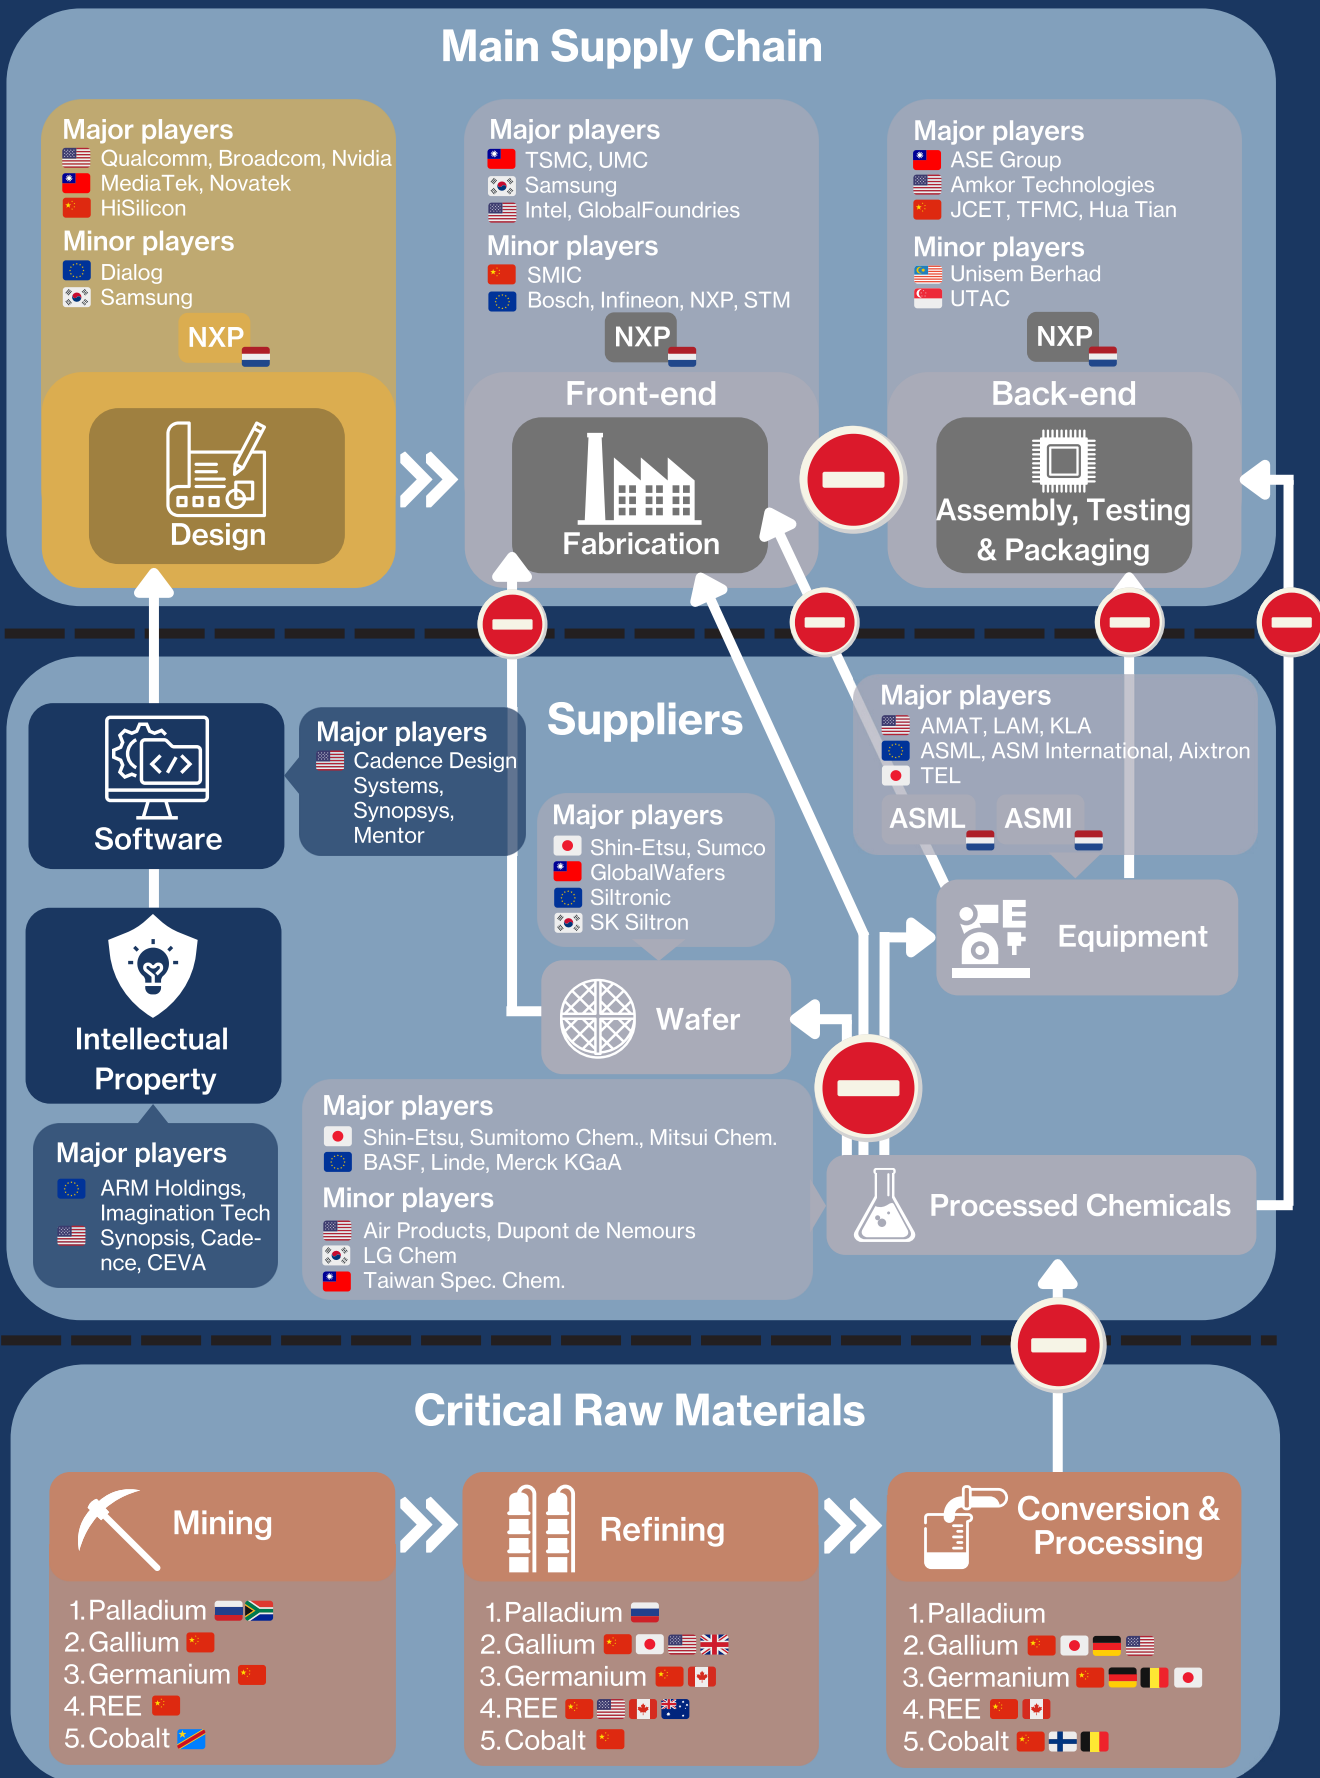 Main Supply Chain
Major players
Qualcomm, Broadcom, Nvidia
MediaTek, Novatek
HiSilicon
Minor players
Dialog
Samsung
NXP
Design
Major players
TSMC, UMC
Samsung
Intel, GlobalFoundries
Minor players
SMIC
Bosch, Infineon, NXP, STM
NXP
Front-end
Fabrication
Major players
ASE Group
Amkor Technologies
JCET, TFMC, Hua Tian
Minor players
Unisem Berhad
UTAC
NXP
Back-end
Assembly, Testing
& Packaging
Suppliers
Software
Major players
Cadence Design
Systems,
Synopsys,
Mentor
Intellectual
Property
Major players
ARM Holdings,
Imagination Tech
Synopsis, Cade-
nce, CEVA
Major players
Shin-Etsu, Sumco
GlobalWafers
Siltronic
SK Siltron
Wafer
Major players
AMAT, LAM, KLA
ASML, ASM International, Aixtron
TEL
ASML
ASMI
Equipment
Major players
Shin-Etsu, Sumitomo Chem., Mitsui Chem.
BASF, Linde, Merck KGaA
Minor players
Air Products, Dupont de Nemours
LG Chem
Taiwan Spec. Chem.
Processed Chemicals
Critical Raw Materials
Mining
1. Palladium
2. Gallium
3. Germanium
4. REE
5. Cobalt
Refining
1. Palladium
2. Gallium
3. Germanium
4. REE
5. Cobalt
Conversion &
Processing
1. Palladium
2. Gallium
3. Germanium
4. REE
5. Cobalt